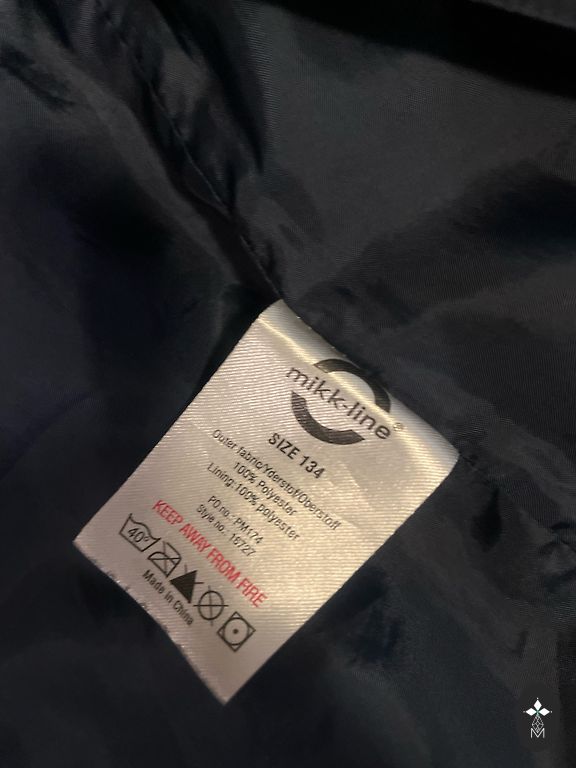 mikk-line®
SIZE 134
Outer fabric/Yderstof/Oberstoff
100% Polyester
Lining:100% polyester
PO no.: PM174
Style no.: 16727
KEEP AWAY FROM FIRE
40°
Made in China
M